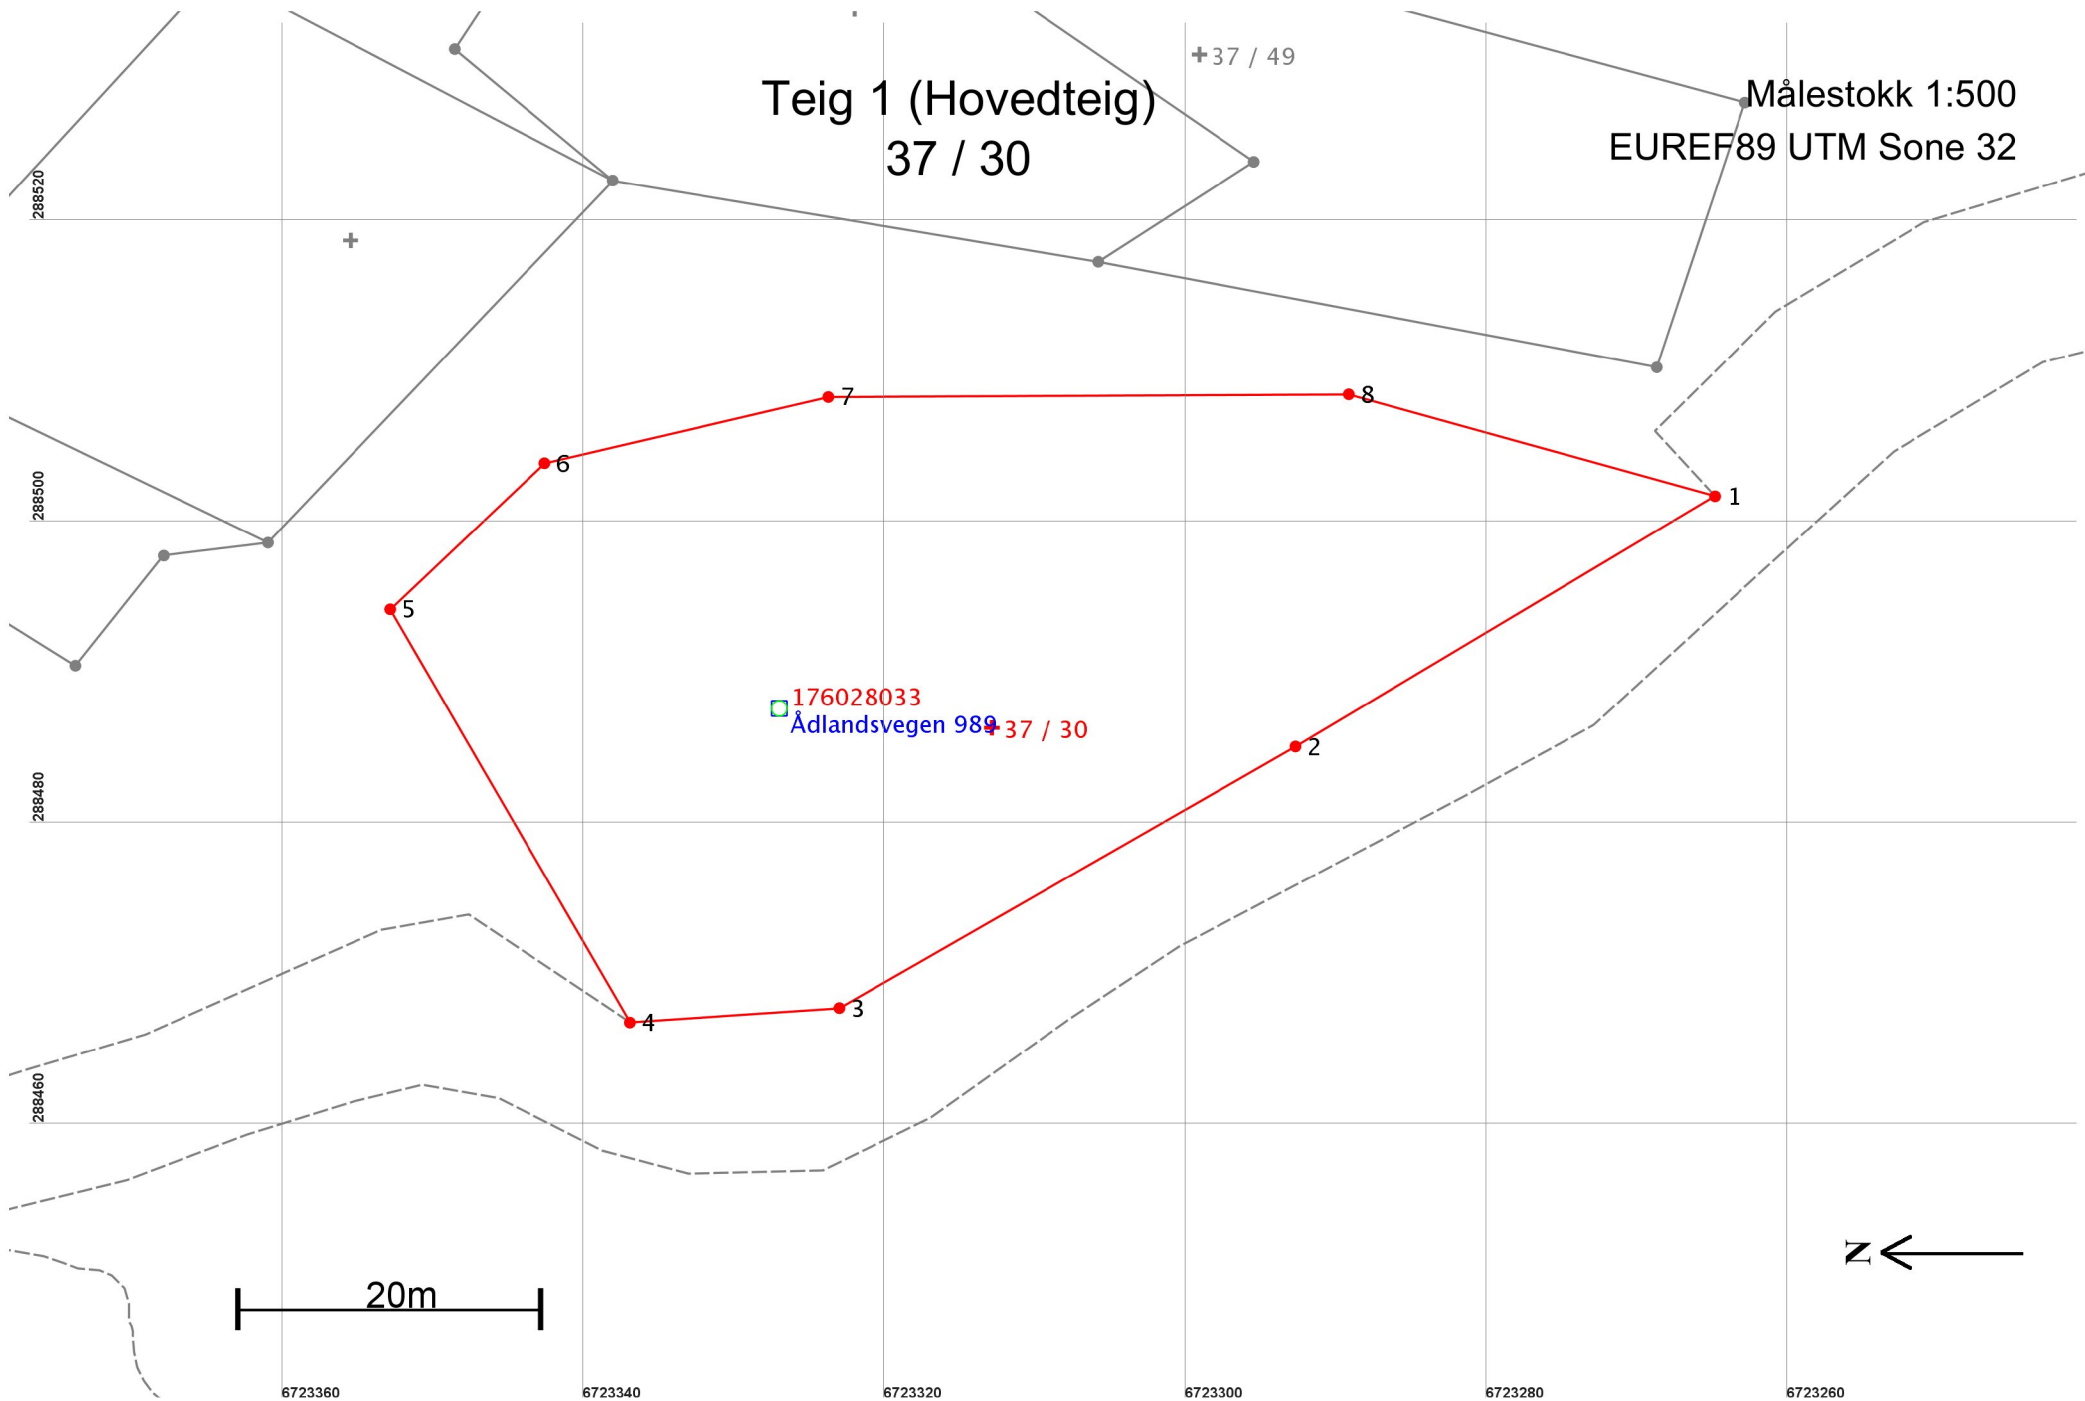 37 / 49
Teig 1 (Hovedteig)
37 / 30
Målestokk 1:500
EUREF89 UTM Sone 32
288520
7
8
6
288500
1
5
176028033
Ådlandsvegen 989
37 / 30
2
288480
3
4
288460
N
20m
6723360
6723340
6723320
6723300
6723280
6723260